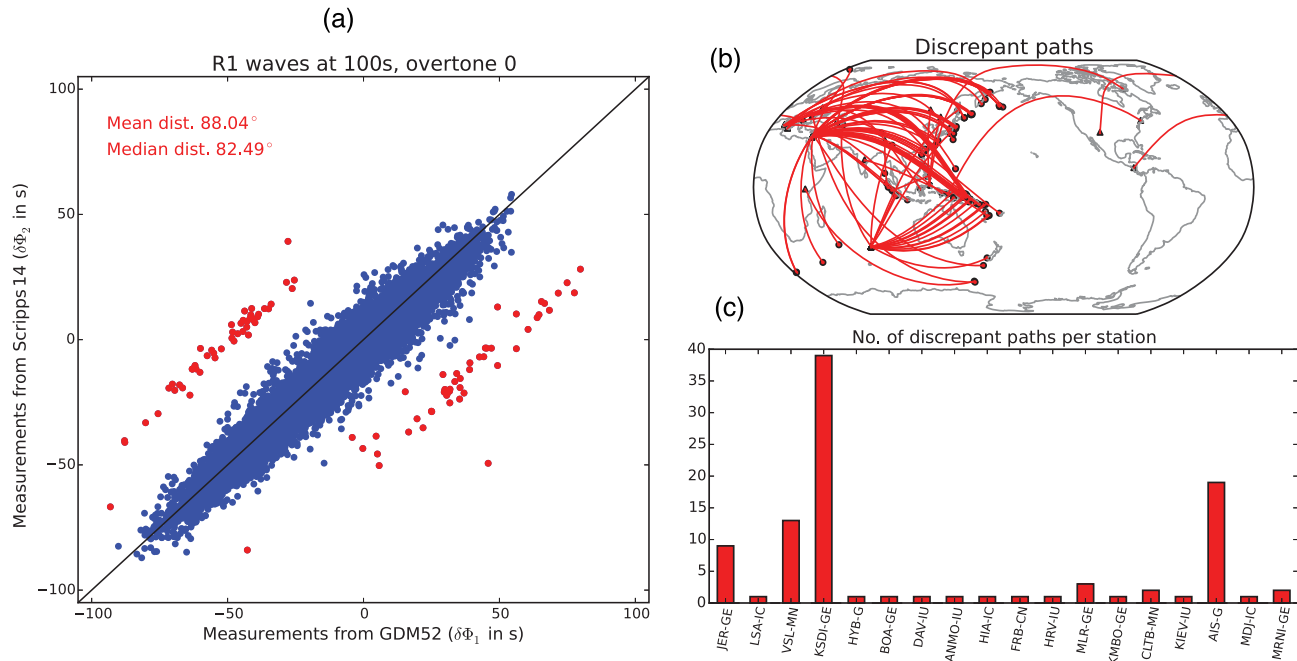 (a)
R1 waves at 100s, overtone 0
Mean dist. 88.04°
Median dist. 82.49°
Measurements from Scripps14 (δΦ₂ in s)
100
50
0
−50
−100
−100
−50
0
50
100
Measurements from GDM52 (δΦ₁ in s)
(b)
Discrepant paths
(c)
No. of discrepant paths per station
40
35
30
25
20
15
10
5
0
JER-GE
LSA-IC
VSL-MN
KSDI-GE
HYB-G
BOA-GE
DAV-IU
ANMO-IU
HIA-IC
FRB-CN
HRV-IU
MLR-GE
KMBO-GE
CLTB-MN
KIEV-IU
AIS-G
MDJ-IC
MRNI-GE